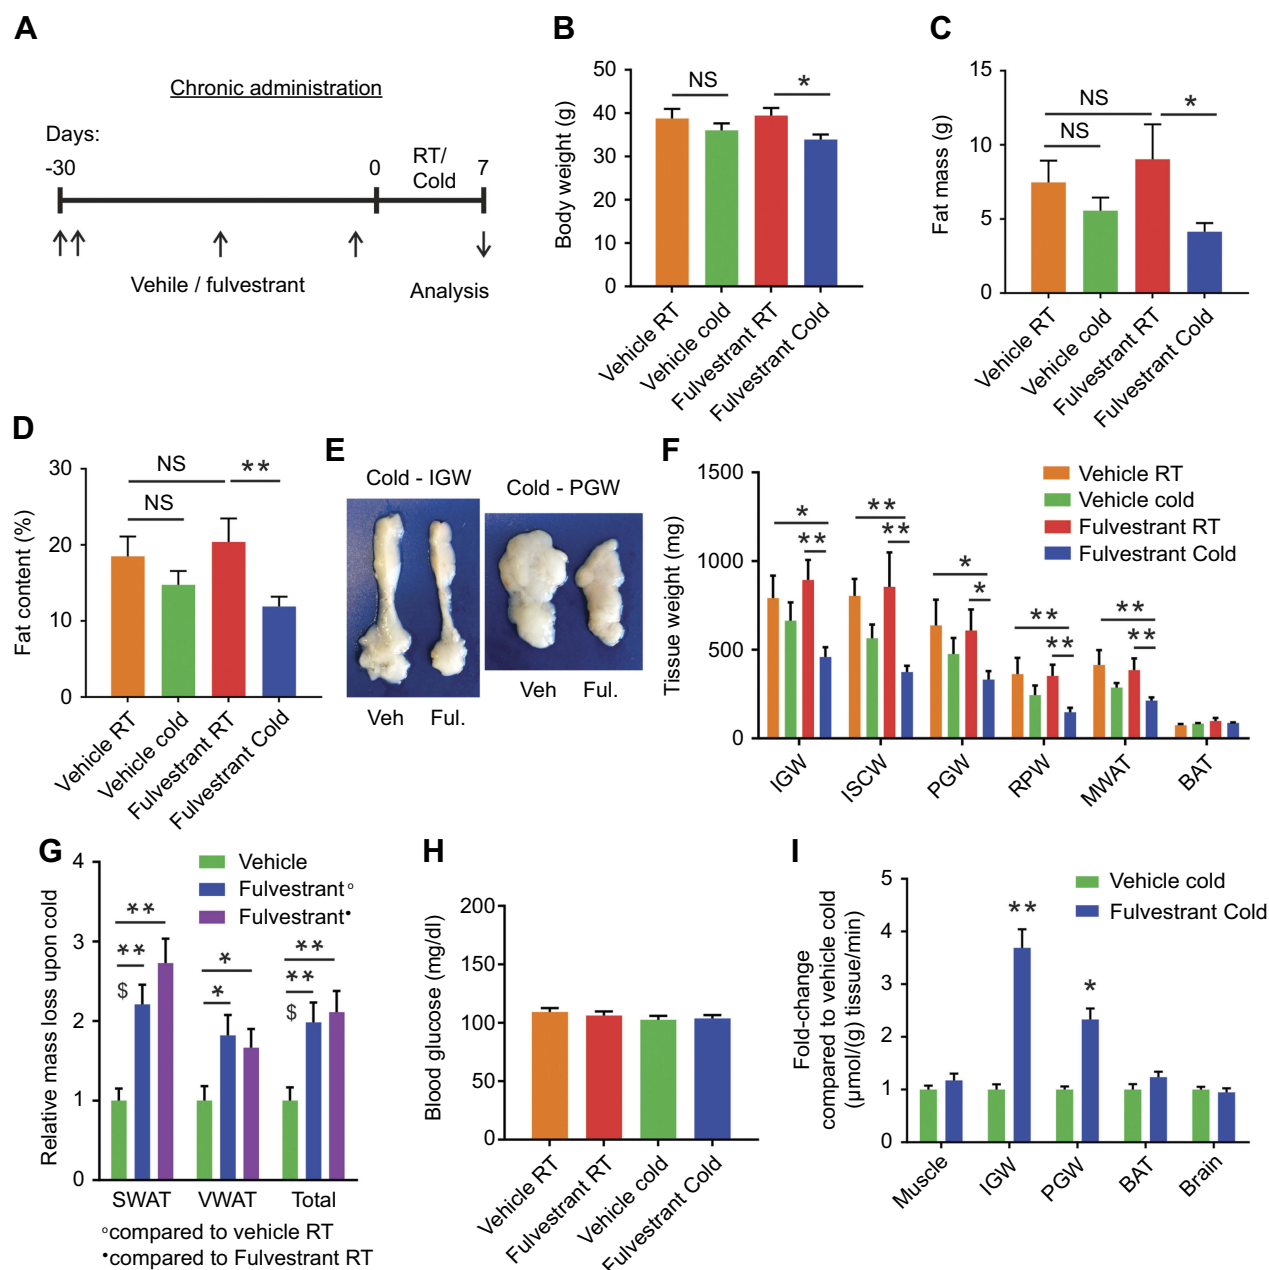 A
Chronic administration
Days:
-30
0
RT/
Cold
7
Vehile / fulvestrant
Analysis
B
Body weight (g)
50
40
30
20
10
0
NS
*
Vehicle RT
Vehicle cold
Fulvestrant RT
Fulvestrant Cold
C
Fat mass (g)
15
10
5
0
NS
NS
*
Vehicle RT
Vehicle cold
Fulvestrant RT
Fulvestrant Cold
D
Fat content (%)
30
20
10
0
NS
**
NS
Vehicle RT
Vehicle cold
Fulvestrant RT
Fulvestrant Cold
E
Cold - IGW
Cold - PGW
Veh Ful.
Veh Ful.
F
Tissue weight (mg)
1500
1000
500
0
Vehicle RT
Vehicle cold
Fulvestrant RT
Fulvestrant Cold
*
**
**
**
*
*
**
**
**
**
IGW
ISCW
PGW
RPW
MWAT
BAT
G
Relative mass loss upon cold
4
3
2
1
0
Vehicle
Fulvestrant°
Fulvestrant•
**
**
$
*
*
**
**
$
SWAT VWAT Total
°compared to vehicle RT
•compared to Fulvestrant RT
H
Blood glucose (mg/dl)
200
150
100
50
0
Vehicle RT
Fulvestrant RT
Vehicle cold
Fulvestrant Cold
I
Fold-change
compared to vehicle cold
(µmol/(g) tissue/min)
5
4
3
2
1
0
Vehicle cold
Fulvestrant Cold
**
*
Muscle
IGW
PGW
BAT
Brain